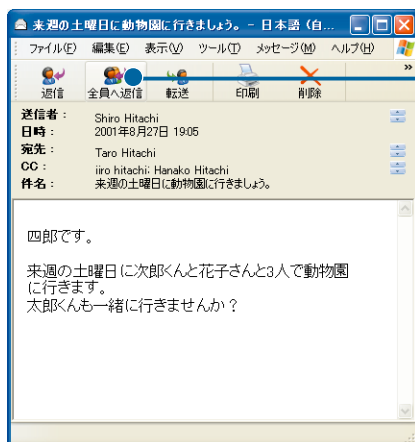 来週の土曜日に動物園に行きましょう。 - 日本語 (自...
ファイル(F) 編集(E) 表示(V) ツール(T) メッセージ(M) ヘルプ(H)
返信 全員へ返信 転送 印刷 削除 »
送信者： Shiro Hitachi
日時： 2001年8月27日 19:05
宛先： Taro Hitachi
CC： iiro hitachi; Hanako Hitachi
件名： 来週の土曜日に動物園に行きましょう。
四郎です。
来週の土曜日に次郎くんと花子さんと3人で動物園
に行きます。
太郎くんも一緒に行きませんか？